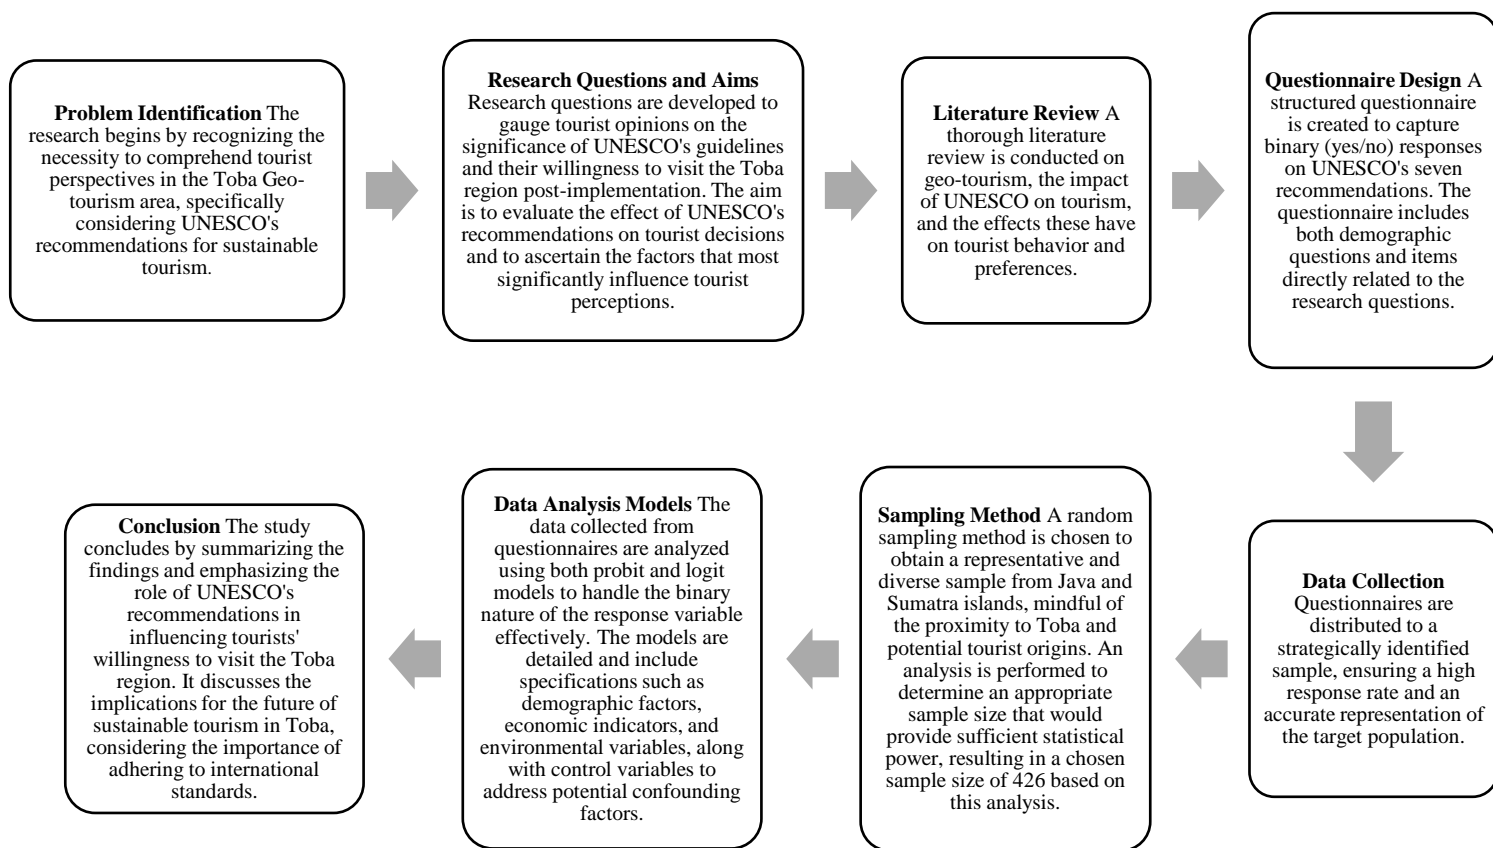 Problem Identification The
research begins by recognizing the
necessity to comprehend tourist
perspectives in the Toba Geo-
tourism area, specifically
considering UNESCO's
recommendations for sustainable
tourism.
Research Questions and Aims
Research questions are developed to
gauge tourist opinions on the
significance of UNESCO's guidelines
and their willingness to visit the Toba
region post-implementation. The aim
is to evaluate the effect of UNESCO's
recommendations on tourist decisions
and to ascertain the factors that most
significantly influence tourist
perceptions.
Literature Review A
thorough literature
review is conducted on
geo-tourism, the impact
of UNESCO on tourism,
and the effects these have
on tourist behavior and
preferences.
Questionnaire Design A
structured questionnaire
is created to capture
binary (yes/no) responses
on UNESCO's seven
recommendations. The
questionnaire includes
both demographic
questions and items
directly related to the
research questions.
Data Collection
Questionnaires are
distributed to a
strategically identified
sample, ensuring a high
response rate and an
accurate representation of
the target population.
Sampling Method A random
sampling method is chosen to
obtain a representative and
diverse sample from Java and
Sumatra islands, mindful of
the proximity to Toba and
potential tourist origins. An
analysis is performed to
determine an appropriate
sample size that would
provide sufficient statistical
power, resulting in a chosen
sample size of 426 based on
this analysis.
Data Analysis Models The
data collected from
questionnaires are analyzed
using both probit and logit
models to handle the binary
nature of the response variable
effectively. The models are
detailed and include
specifications such as
demographic factors,
economic indicators, and
environmental variables, along
with control variables to
address potential confounding
factors.
Conclusion The study
concludes by summarizing the
findings and emphasizing the
role of UNESCO's
recommendations in
influencing tourists'
willingness to visit the Toba
region. It discusses the
implications for the future of
sustainable tourism in Toba,
considering the importance of
adhering to international
standards.